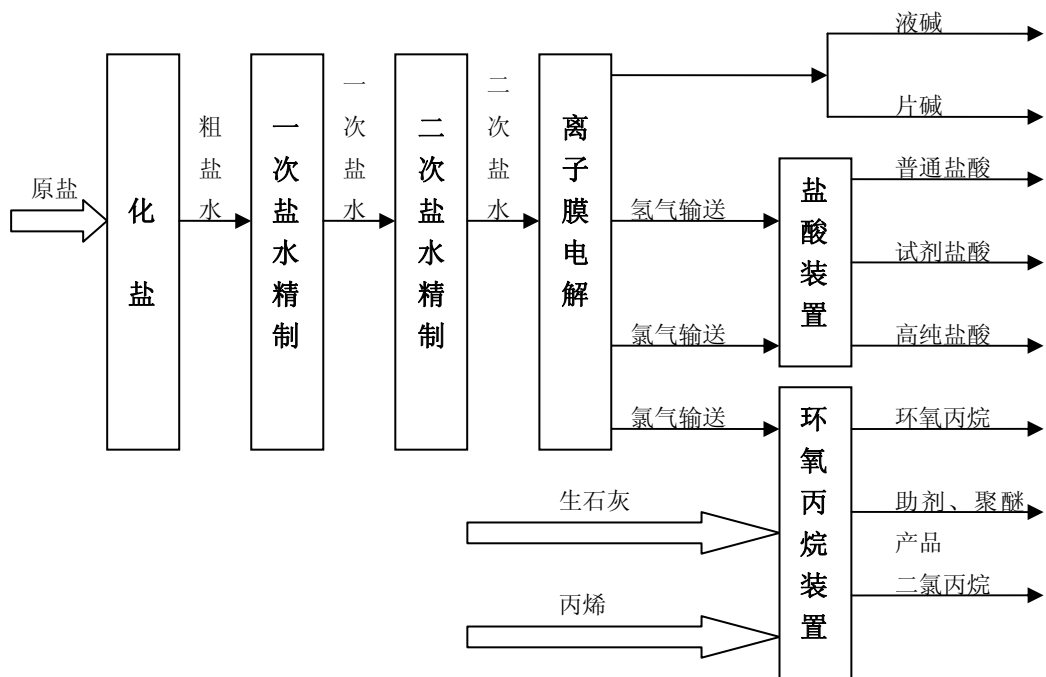 原盐
化盐
粗盐水
一次盐水精制
一次盐水
二次盐水精制
二次盐水
离子膜电解
液碱
片碱
氢气输送
氯气输送
盐酸装置
普通盐酸
试剂盐酸
高纯盐酸
氯气输送
生石灰
丙烯
环氧丙烷装置
环氧丙烷
助剂、聚醚
产品
二氯丙烷